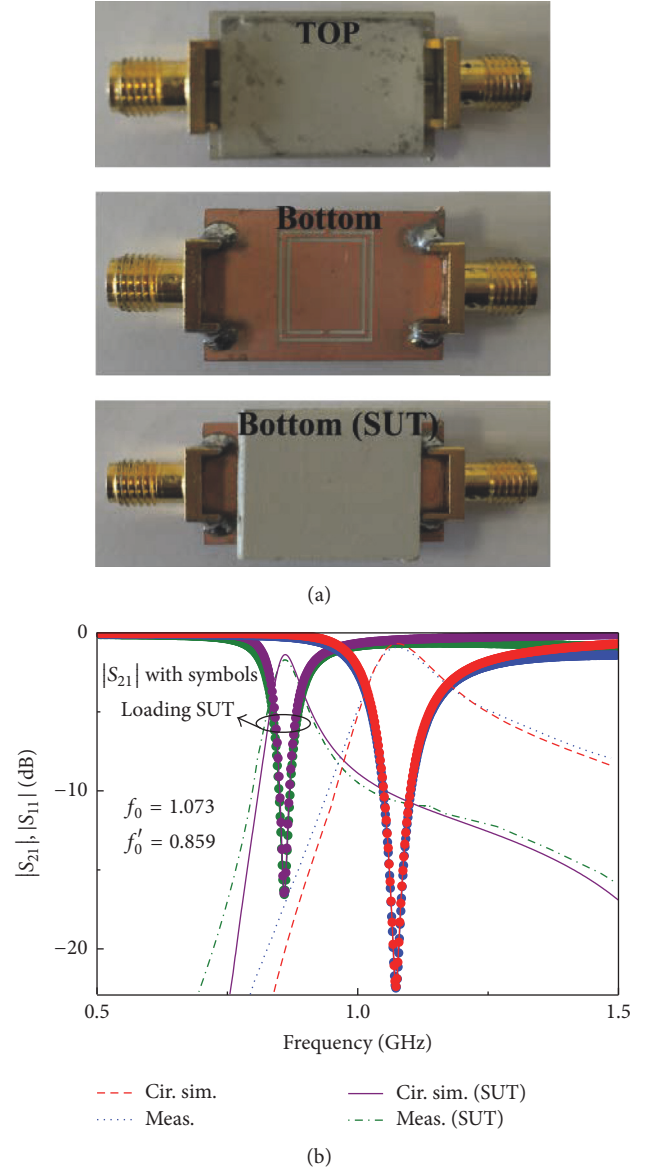 TOP
Bottom
Bottom (SUT)
(a)
0
−10
−20
|S₂₁|, |S₁₁| (dB)
|S₂₁| with symbols
Loading SUT
f₀ = 1.073
f₀′ = 0.859
0.5
1.0
1.5
Frequency (GHz)
Cir. sim.
Meas.
Cir. sim. (SUT)
Meas. (SUT)
(b)